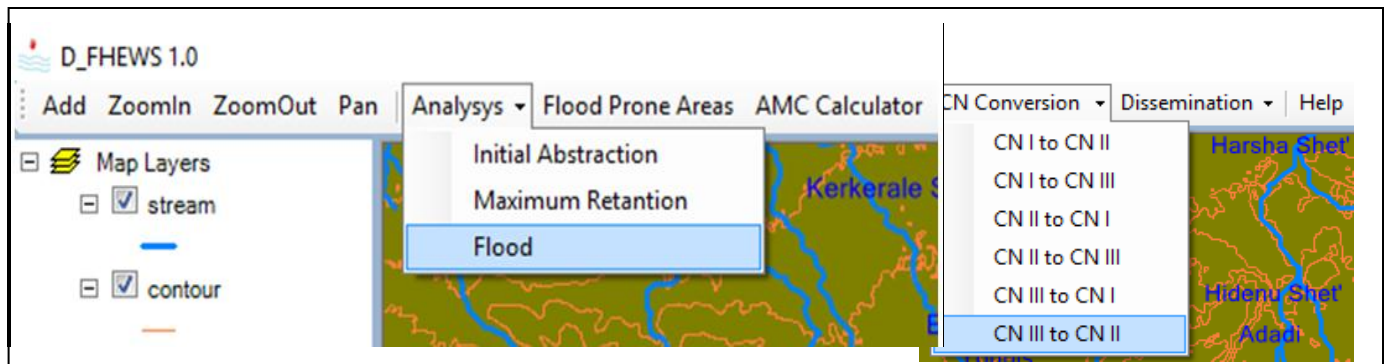 D_FHEWS 1.0
Add ZoomIn ZoomOut Pan Analysys Flood Prone Areas AMC Calculator CN Conversion Dissemination Help
Initial Abstraction
Maximum Retantion
Flood
Map Layers
stream
contour
Kerkerale
CN I to CN II
CN I to CN III
CN II to CN I
CN II to CN III
CN III to CN I
CN III to CN II
Harsha Shet'
Hidenu Shet'
Adadi